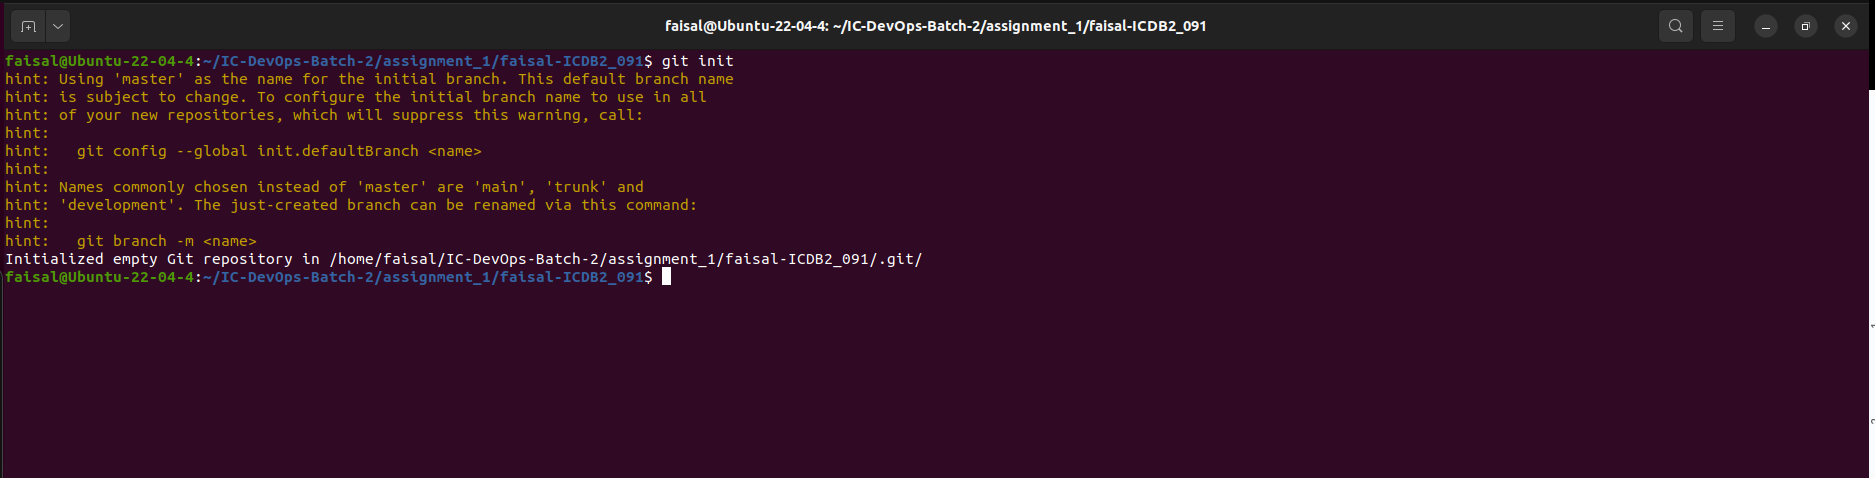 faisal@Ubuntu-22-04-4: ~/IC-DevOps-Batch-2/assignment_1/faisal-ICDB2_091
faisal@Ubuntu-22-04-4:~/IC-DevOps-Batch-2/assignment_1/faisal-ICDB2_091$ git init
hint: Using 'master' as the name for the initial branch. This default branch name
hint: is subject to change. To configure the initial branch name to use in all
hint: of your new repositories, which will suppress this warning, call:
hint:
hint:   git config --global init.defaultBranch <name>
hint:
hint: Names commonly chosen instead of 'master' are 'main', 'trunk' and
hint: 'development'. The just-created branch can be renamed via this command:
hint:
hint:   git branch -m <name>
Initialized empty Git repository in /home/faisal/IC-DevOps-Batch-2/assignment_1/faisal-ICDB2_091/.git/
faisal@Ubuntu-22-04-4:~/IC-DevOps-Batch-2/assignment_1/faisal-ICDB2_091$